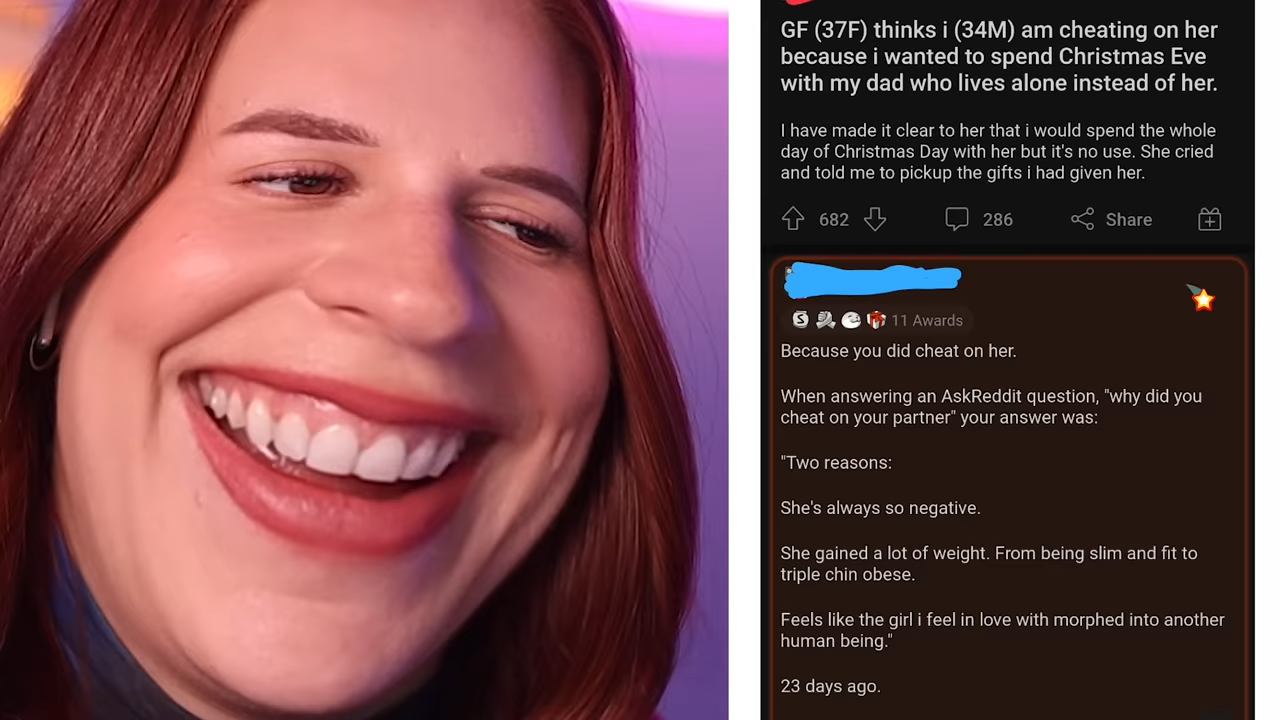 GF (37F) thinks i (34M) am cheating on her
because i wanted to spend Christmas Eve
with my dad who lives alone instead of her.
I have made it clear to her that i would spend the whole
day of Christmas Day with her but it's no use. She cried
and told me to pickup the gifts i had given her.
682
286
Share
11 Awards
Because you did cheat on her.
When answering an AskReddit question, "why did you
cheat on your partner" your answer was:
"Two reasons:
She's always so negative.
She gained a lot of weight. From being slim and fit to
triple chin obese.
Feels like the girl i feel in love with morphed into another
human being."
23 days ago.